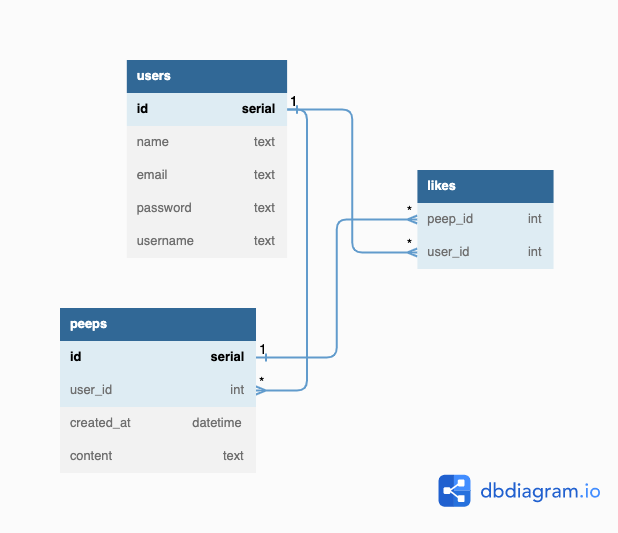 users
1
id serial
name text
email text
password text
username text
likes
*
peep_id int
*
user_id int
peeps
1
id serial
*
user_id int
created_at datetime
content text
dbdiagram.io